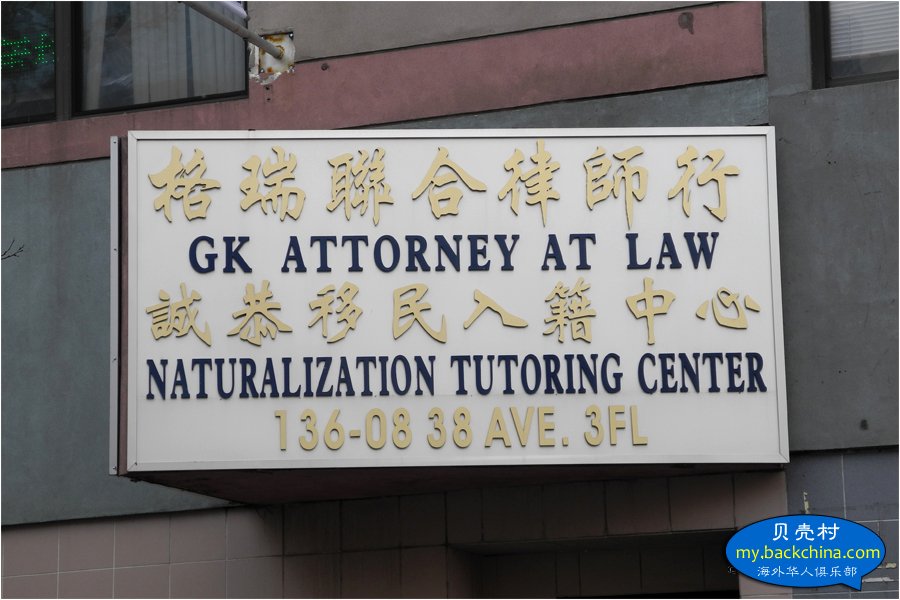 格瑞聯合律師行
GK ATTORNEY AT LAW
誠恭移民入籍中心
NATURALIZATION TUTORING CENTER
136-08 38 AVE. 3FL
贝壳村
my.backchina.com
海外华人俱乐部